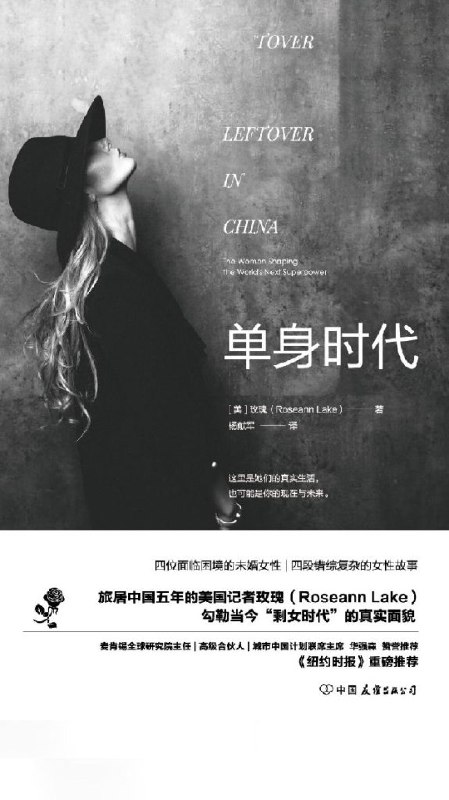 TOVER
LEFTOVER
IN
CHINA
The Women Shaping
the World's Next Superpower
单身时代
[美]玫瑰（Roseann Lake） 著
杨献军 译
这里是她们的真实生活，
也可能是你的现在与未来。
四位面临困境的未婚女性|四段错综复杂的女性故事
旅居中国五年的美国记者玫瑰（Roseann Lake）
勾勒当今“剩女时代”的真实面貌
麦肯锡全球研究院主任|高级合伙人|城市中国计划联席主席 华强森 赞誉推荐
《纽约时报》重磅推荐
中国友谊出版公司